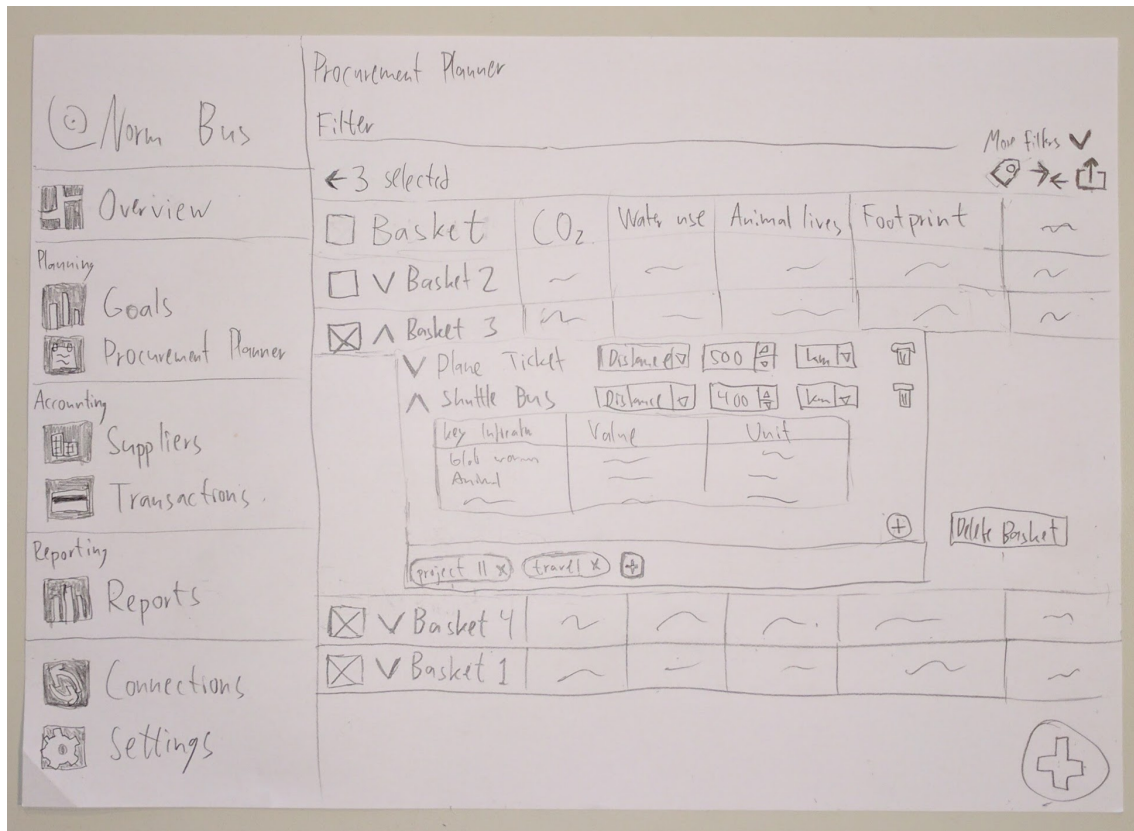 Norm Bus
Overview
Planning
Goals
Procurement Planner
Accounting
Suppliers
Transactions
Reporting
Reports
Connections
Settings
Procurement Planner
Filter
More filters
3 selected
Basket CO₂ Water use Animal lives Footprint
Basket 2
Basket 3
Plane Ticket Distance 500 km
Shuttle Bus Distance 400 km
Key Value Unit
Animal
Delete Basket
project 11 x travel x
Basket 4
Basket 1